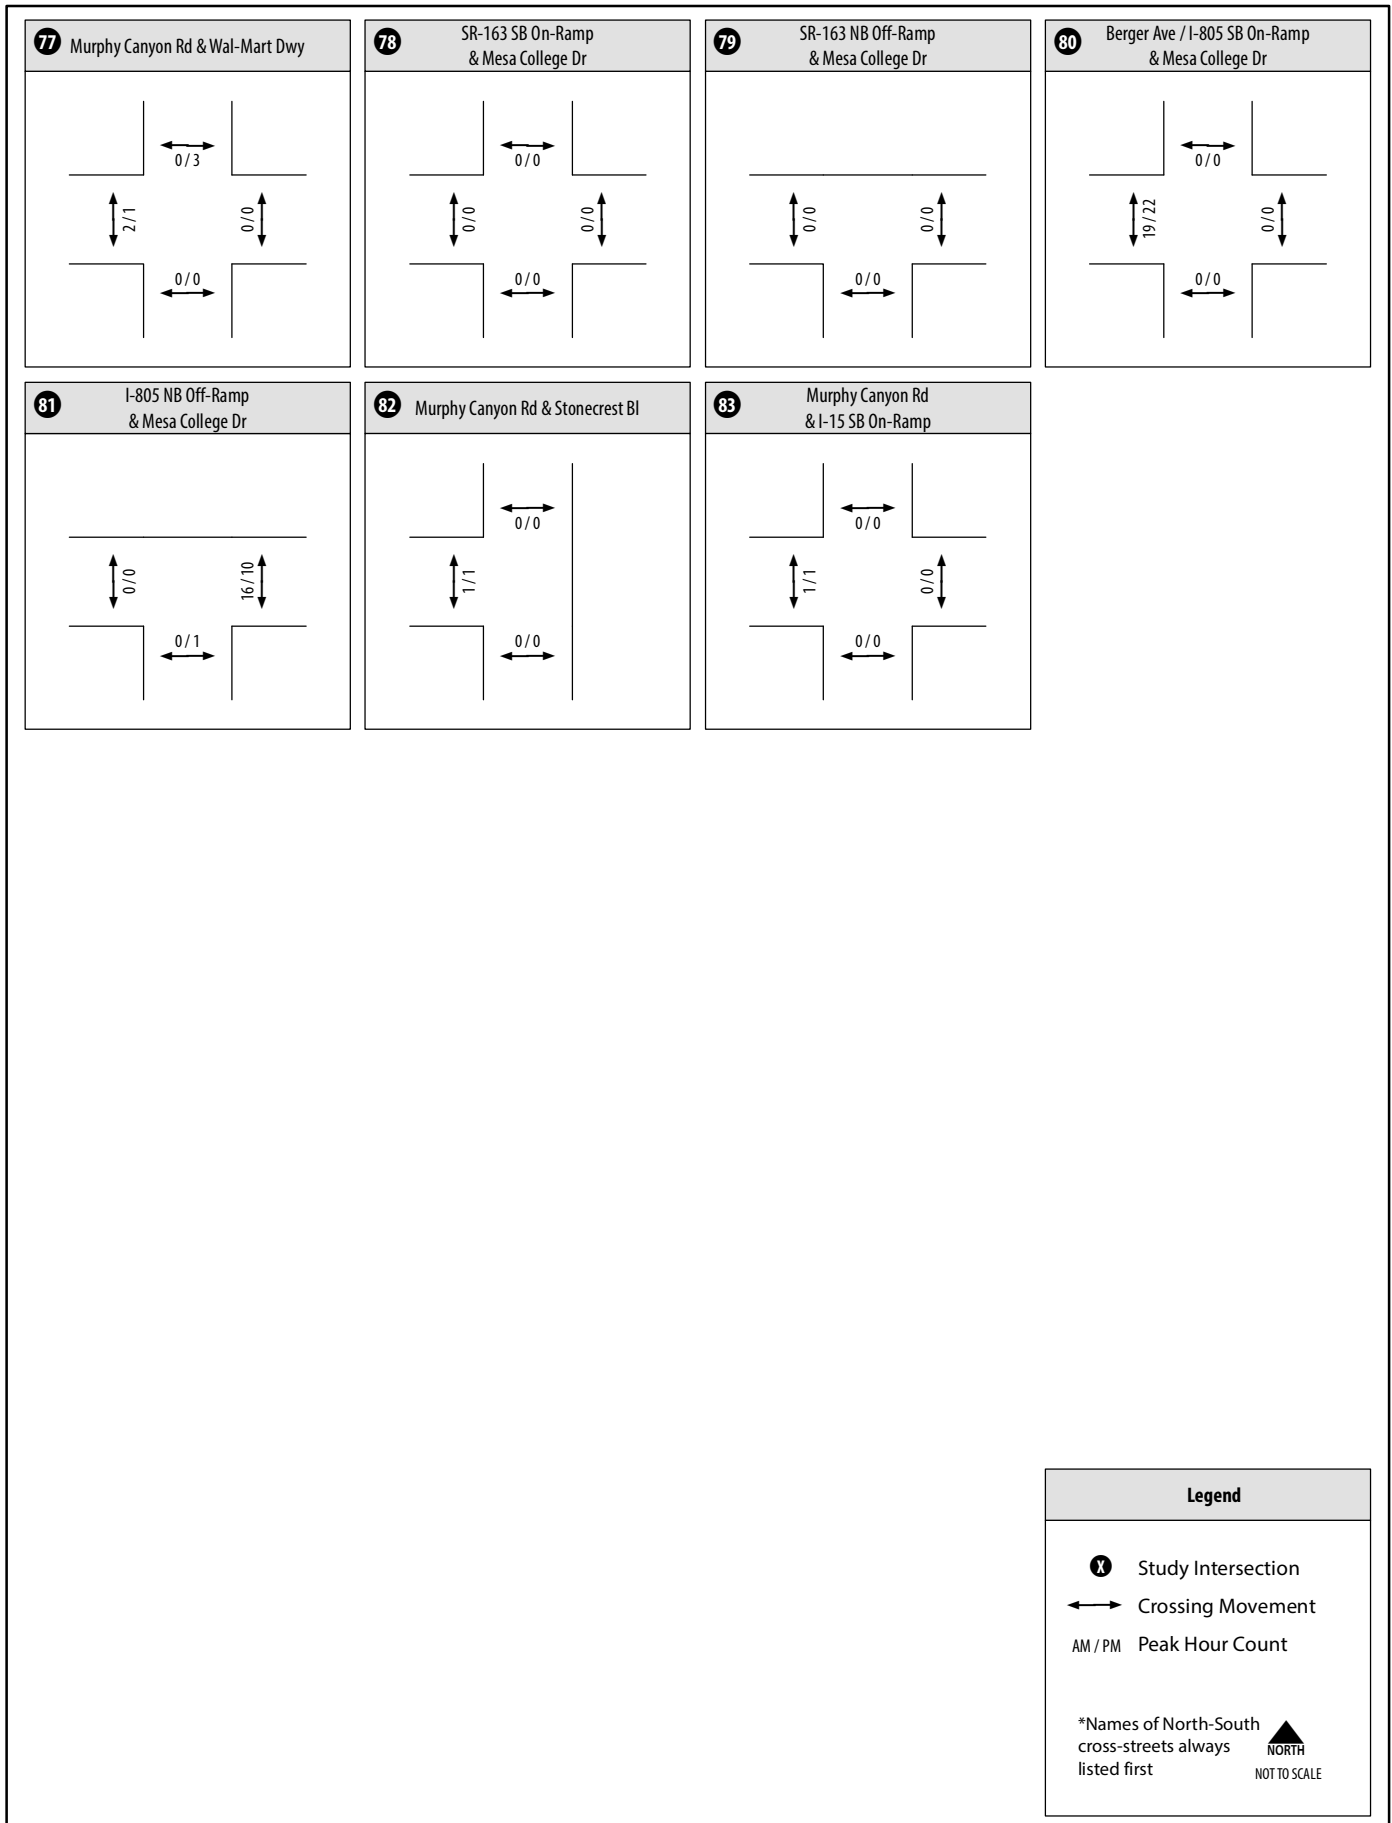 77 Murphy Canyon Rd & Wal-Mart Dwy
0 / 3
2 / 1
0 / 0
0 / 0
78 SR-163 SB On-Ramp
& Mesa College Dr
0 / 0
0 / 0
0 / 0
0 / 0
79 SR-163 NB Off-Ramp
& Mesa College Dr
0 / 0
0 / 0
0 / 0
80 Berger Ave / I-805 SB On-Ramp
& Mesa College Dr
0 / 0
19 / 22
0 / 0
0 / 0
81 I-805 NB Off-Ramp
& Mesa College Dr
0 / 0
16 / 10
0 / 1
82 Murphy Canyon Rd & Stonecrest Bl
0 / 0
1 / 1
0 / 0
83 Murphy Canyon Rd
& I-15 SB On-Ramp
0 / 0
1 / 1
0 / 0
0 / 0
Legend
X Study Intersection
Crossing Movement
AM / PM Peak Hour Count
*Names of North-South
cross-streets always
listed first
NORTH
NOT TO SCALE